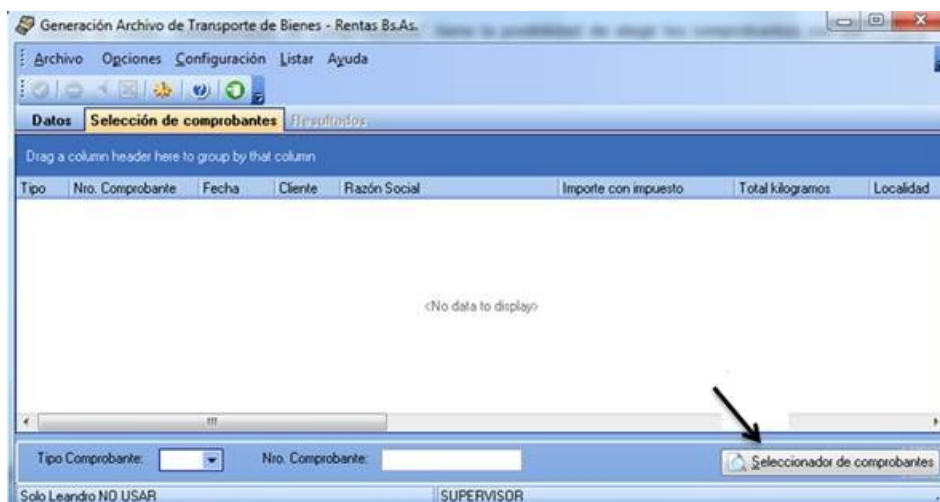 Generación Archivo de Transporte de Bienes - Rentas Bs.As.
Archivo Opciones Configuración Listar Ayuda
Datos Selección de comprobantes Resultados
Drag a column header here to group by that column
Tipo Nro. Comprobante Fecha Cliente Razón Social Importe con impuesto Total kilogramos Localidad
<No data to display>
Tipo Comprobante: Nro. Comprobante: Seleccionador de comprobantes
Solo Leandro NO USAR SUPERVISOR